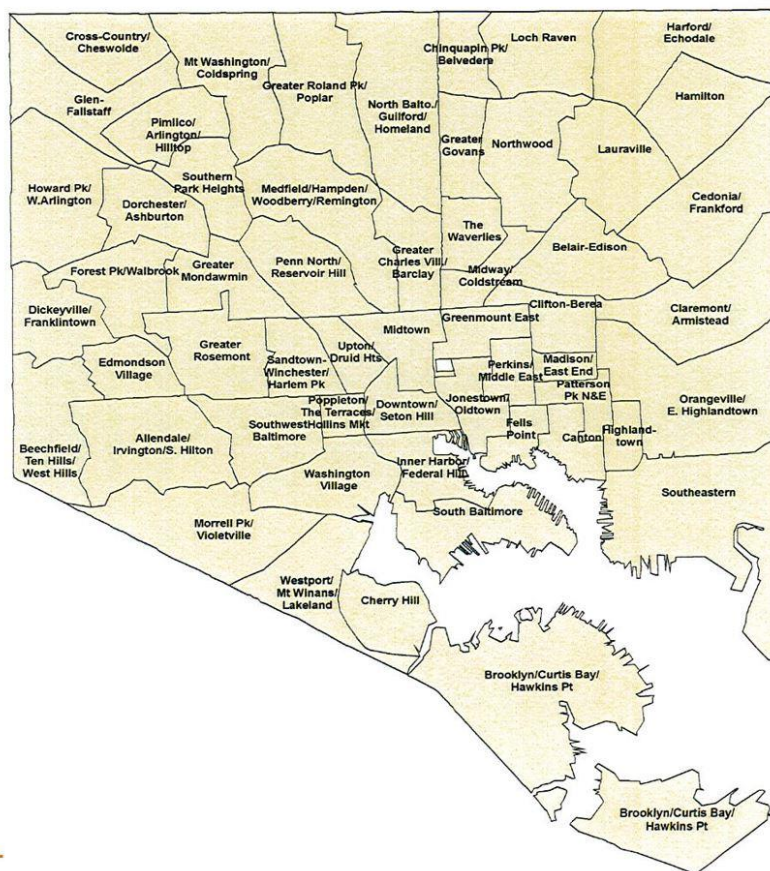 Cross-Country/
Cheswolde
Mt Washington/
Coldspring
Greater Roland Pk/
Poplar
North Balto./
Guilford/
Homeland
Chinquapin Pk/
Belvedere
Loch Raven
Harford/
Echodale
Glen-
Fallstaff
Pimlico/
Arlington/
Hilltop
Greater
Govans
Northwood
Lauraville
Hamilton
Howard Pk/
W.Arlington
Dorchester/
Ashburton
Southern
Park Heights
Medfield/Hampden/
Woodberry/Remington
The
Waverlies
Cedonia/
Frankford
Belair-Edison
Forest Pk/Walbrook
Greater
Mondawmin
Penn North/
Reservoir Hill
Greater
Charles Vill./
Barclay
Midway/
Coldstream
Dickeyville/
Franklintown
Clifton-Berea
Claremont/
Armistead
Greenmount East
Midtown
Edmondson
Village
Greater
Rosemont
Sandtown-
Winchester/
Harlem Pk
Upton/
Druid Hts
Perkins/
Middle East
Madison/
East End
Patterson
Pk N&E
Orangeville/
E. Highlandtown
Poppleton/
The Terraces/
Hollins Mkt
Downtown/
Seton Hill
Jonestown/
Oldtown
Fells
Point
Canton
Highland-
town
Beechfield/
Ten Hills/
West Hills
Allendale/
Irvington/S. Hilton
Southwest
Baltimore
Washington
Village
Inner Harbor/
Federal Hill
Southeastern
South Baltimore
Morrell Pk/
Violetville
Westport/
Mt Winans/
Lakeland
Cherry Hill
Brooklyn/Curtis Bay/
Hawkins Pt
Brooklyn/Curtis Bay/
Hawkins Pt